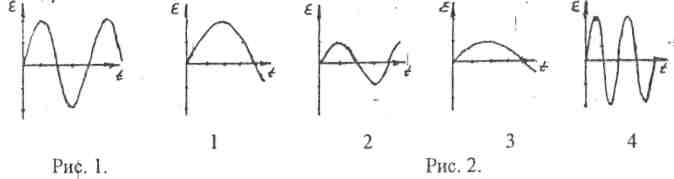 ε ε ε ε ε
t t t t t
1 2 3 4
Рис. 1. Рис. 2.